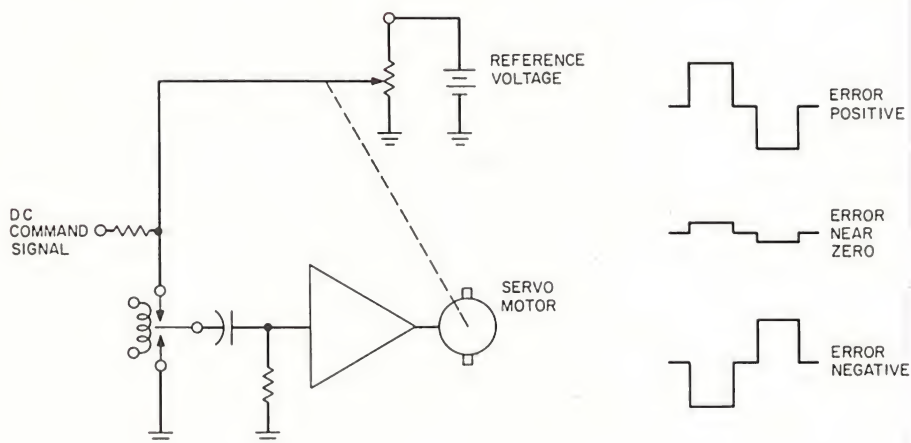 REFERENCE
VOLTAGE
ERROR
POSITIVE
DC
COMMAND
SIGNAL
ERROR
NEAR
ZERO
SERVO
MOTOR
ERROR
NEGATIVE